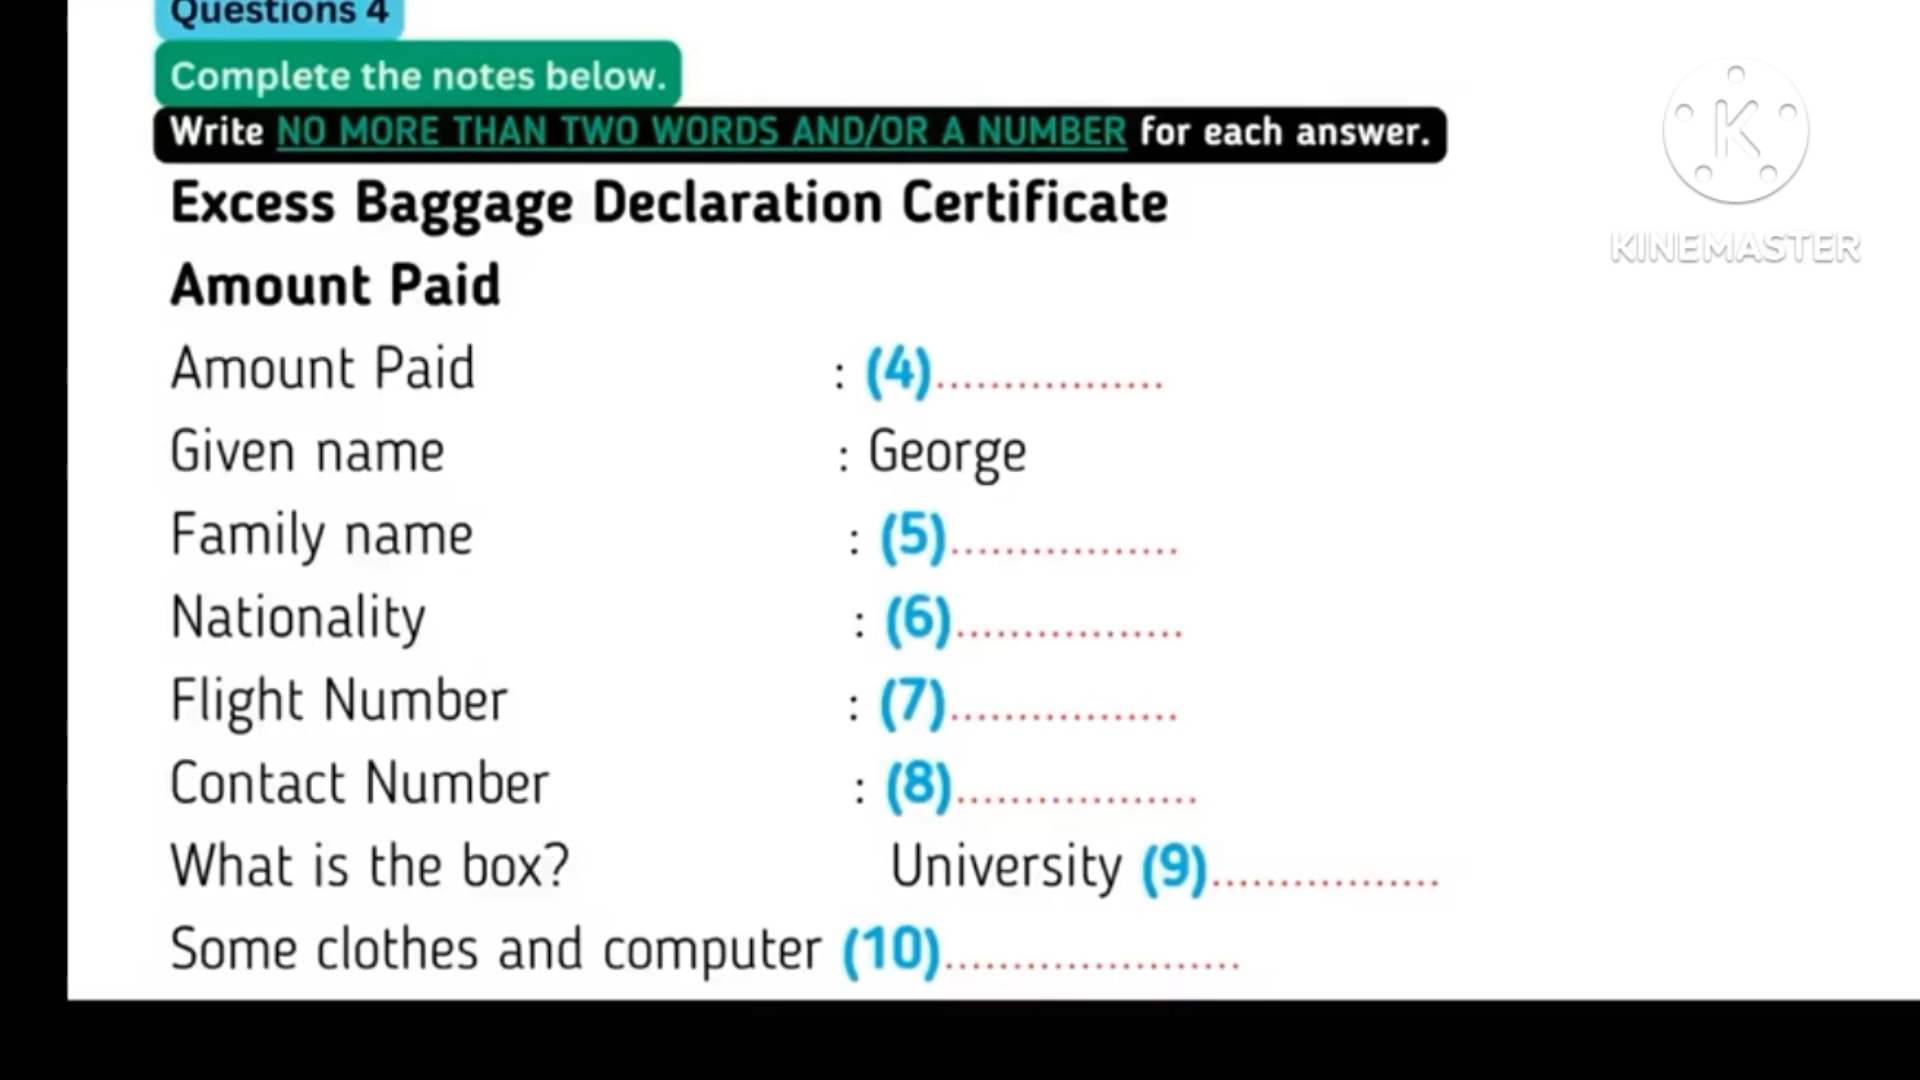 Questions 4
Complete the notes below.
Write NO MORE THAN TWO WORDS AND/OR A NUMBER for each answer.
Excess Baggage Declaration Certificate
Amount Paid
Amount Paid : (4).................
Given name : George
Family name : (5).................
Nationality : (6).................
Flight Number : (7).................
Contact Number : (8)..................
What is the box? University (9).................
Some clothes and computer (10)......................
K
KINEMASTER